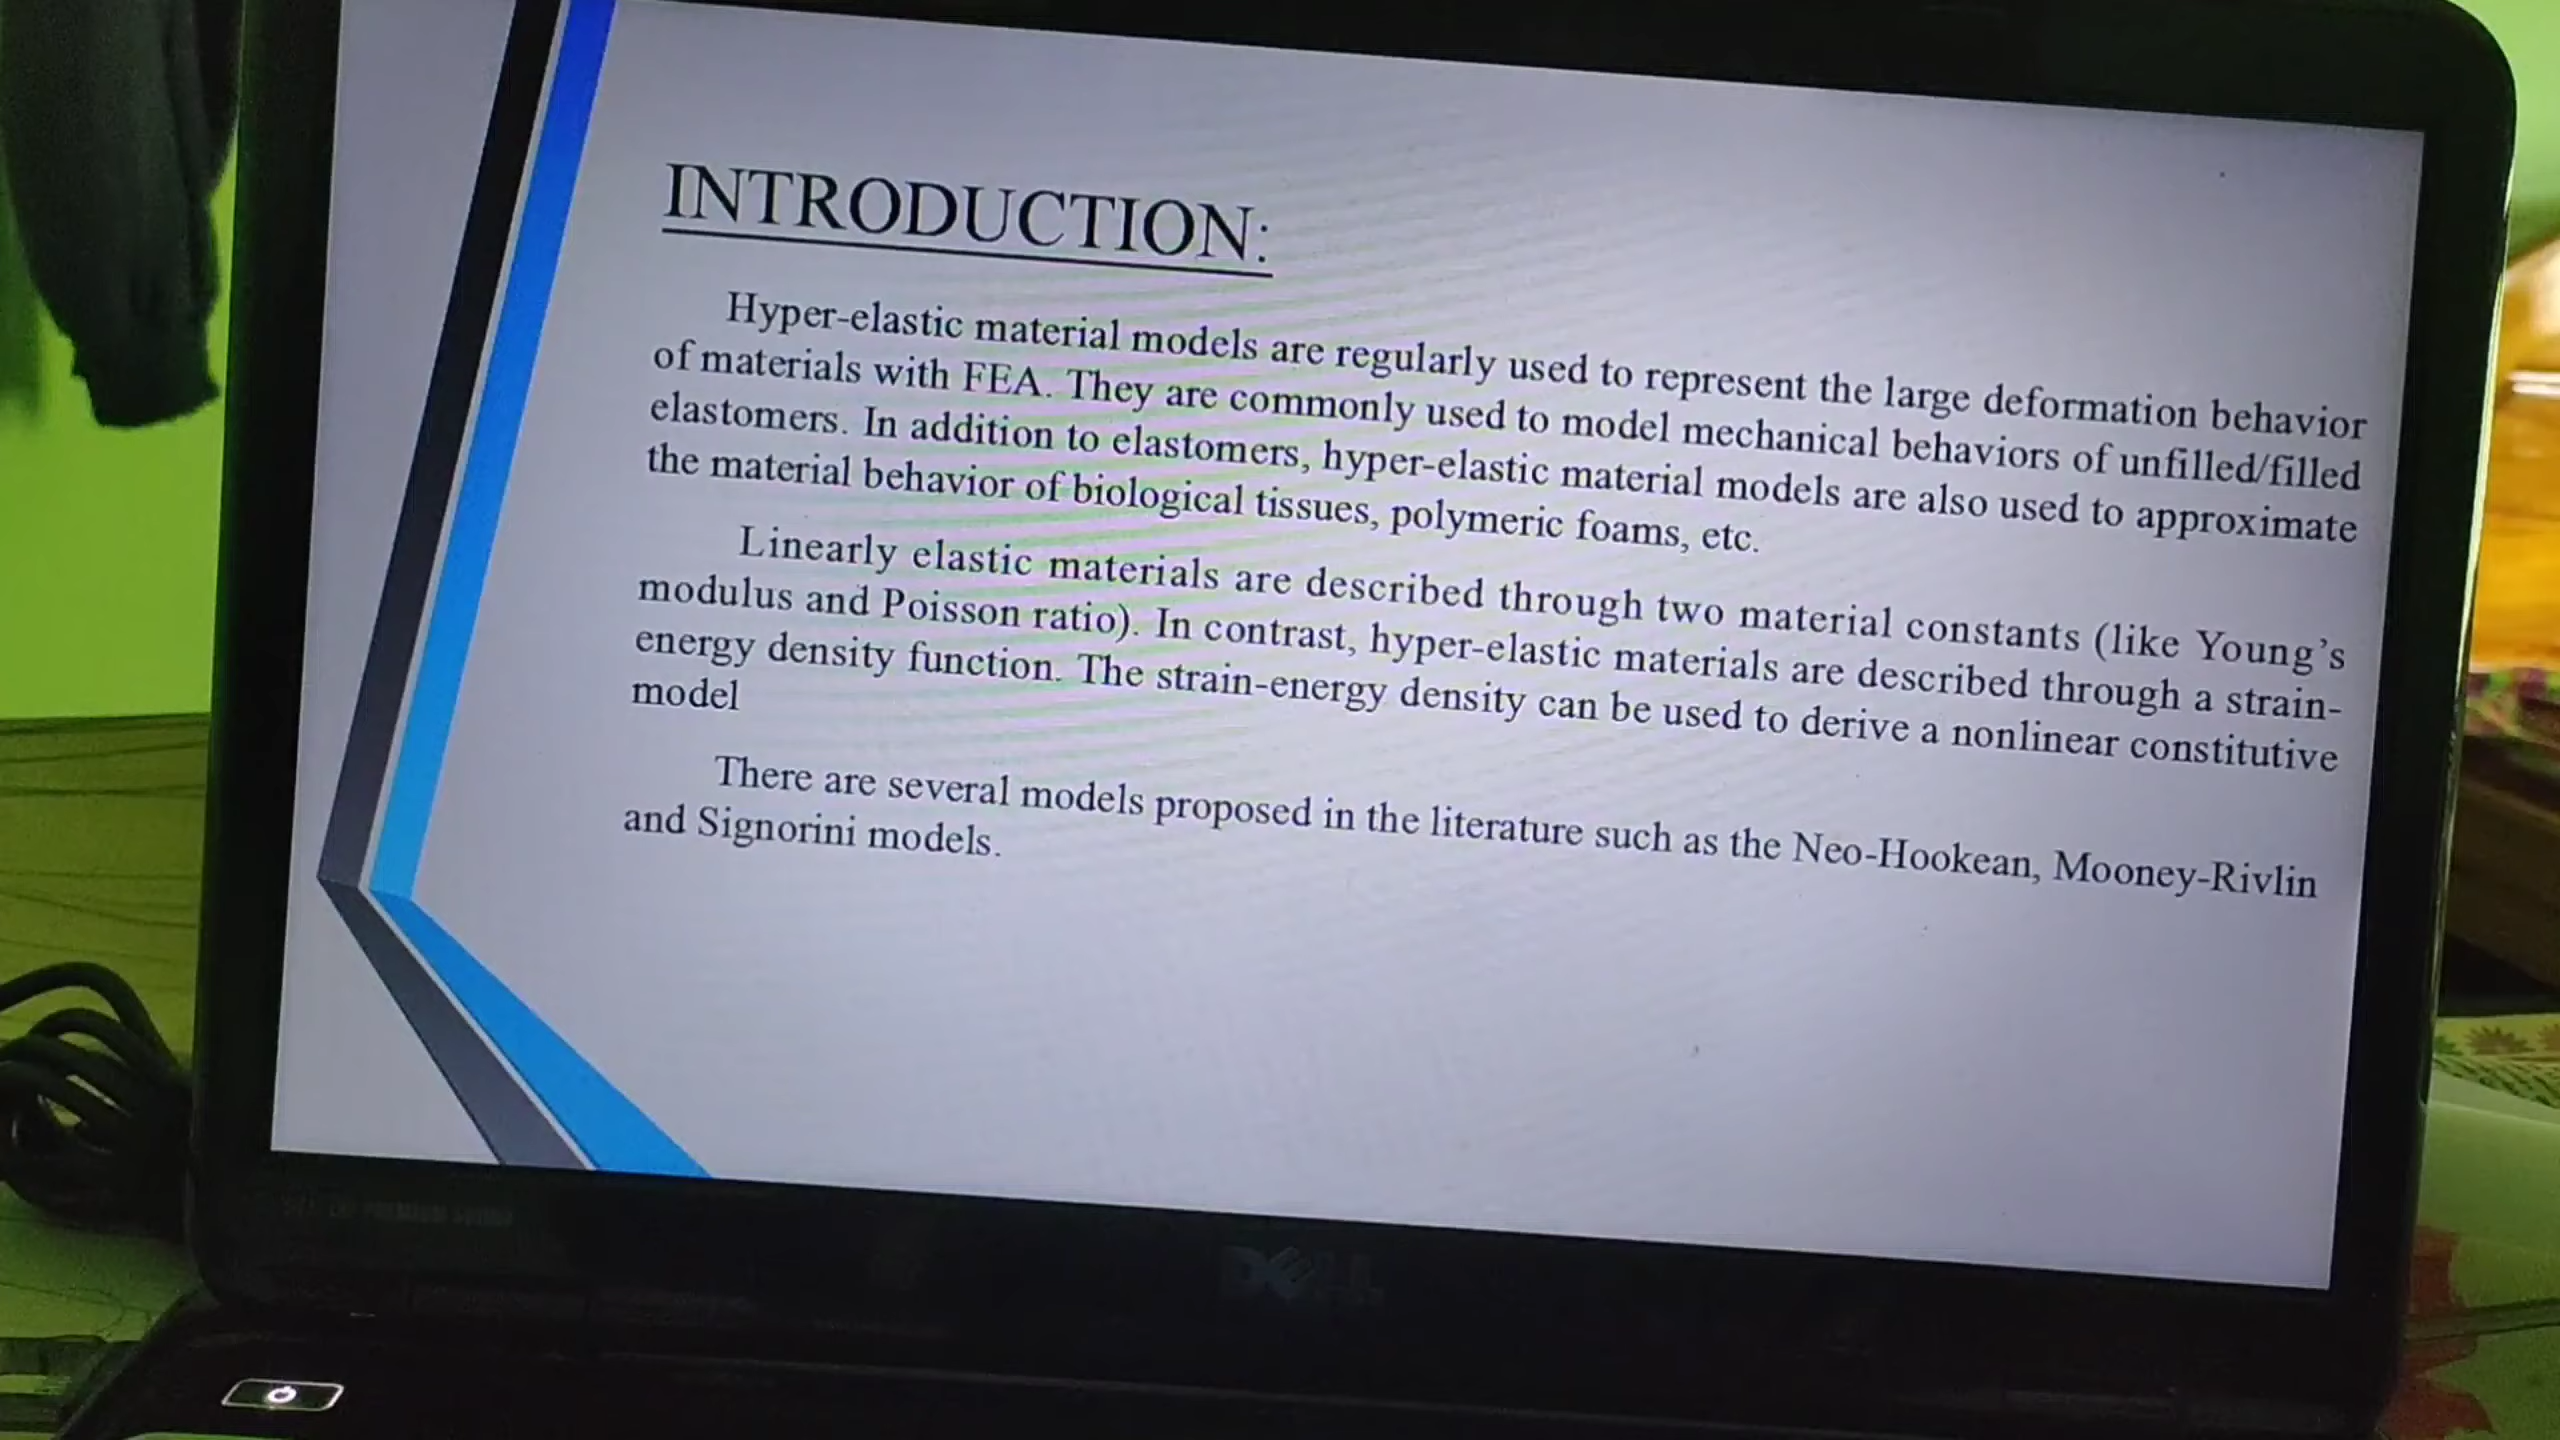 INTRODUCTION:
Hyper-elastic material models are regularly used to represent the large deformation behavior
of materials with FEA. They are commonly used to model mechanical behaviors of unfilled/filled
elastomers. In addition to elastomers, hyper-elastic material models are also used to approximate
the material behavior of biological tissues, polymeric foams, etc.
Linearly elastic materials are described through two material constants (like Young’s
modulus and Poisson ratio). In contrast, hyper-elastic materials are described through a strain-
energy density function. The strain-energy density can be used to derive a nonlinear constitutive
model
There are several models proposed in the literature such as the Neo-Hookean, Mooney-Rivlin
and Signorini models.
DELL